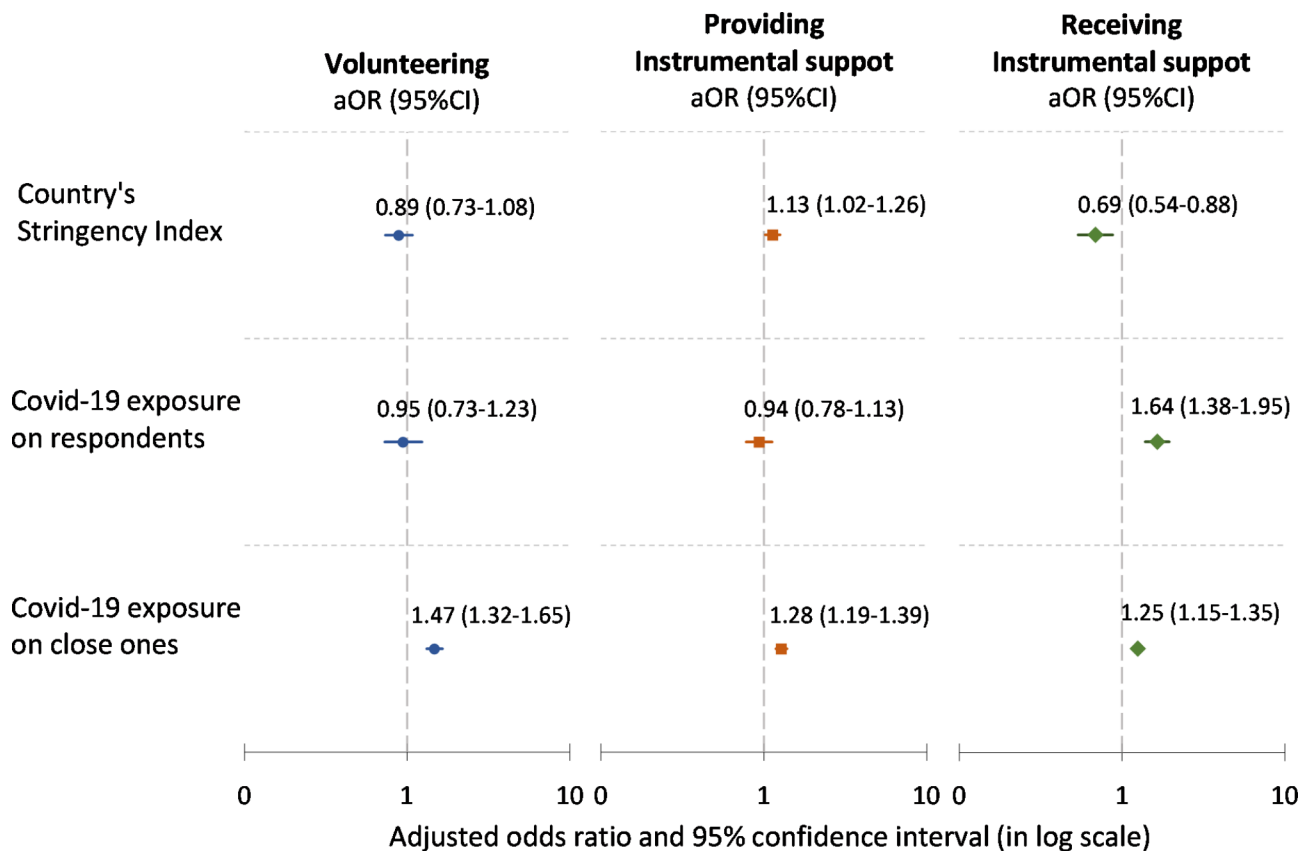 Volunteering
aOR (95%CI)
Providing
Instrumental suppot
aOR (95%CI)
Receiving
Instrumental suppot
aOR (95%CI)
Country's
Stringency Index
0.89 (0.73-1.08)
1.13 (1.02-1.26)
0.69 (0.54-0.88)
Covid-19 exposure
on respondents
0.95 (0.73-1.23)
0.94 (0.78-1.13)
1.64 (1.38-1.95)
Covid-19 exposure
on close ones
1.47 (1.32-1.65)
1.28 (1.19-1.39)
1.25 (1.15-1.35)
0 1 10 0 1 10 0 1 10
Adjusted odds ratio and 95% confidence interval (in log scale)